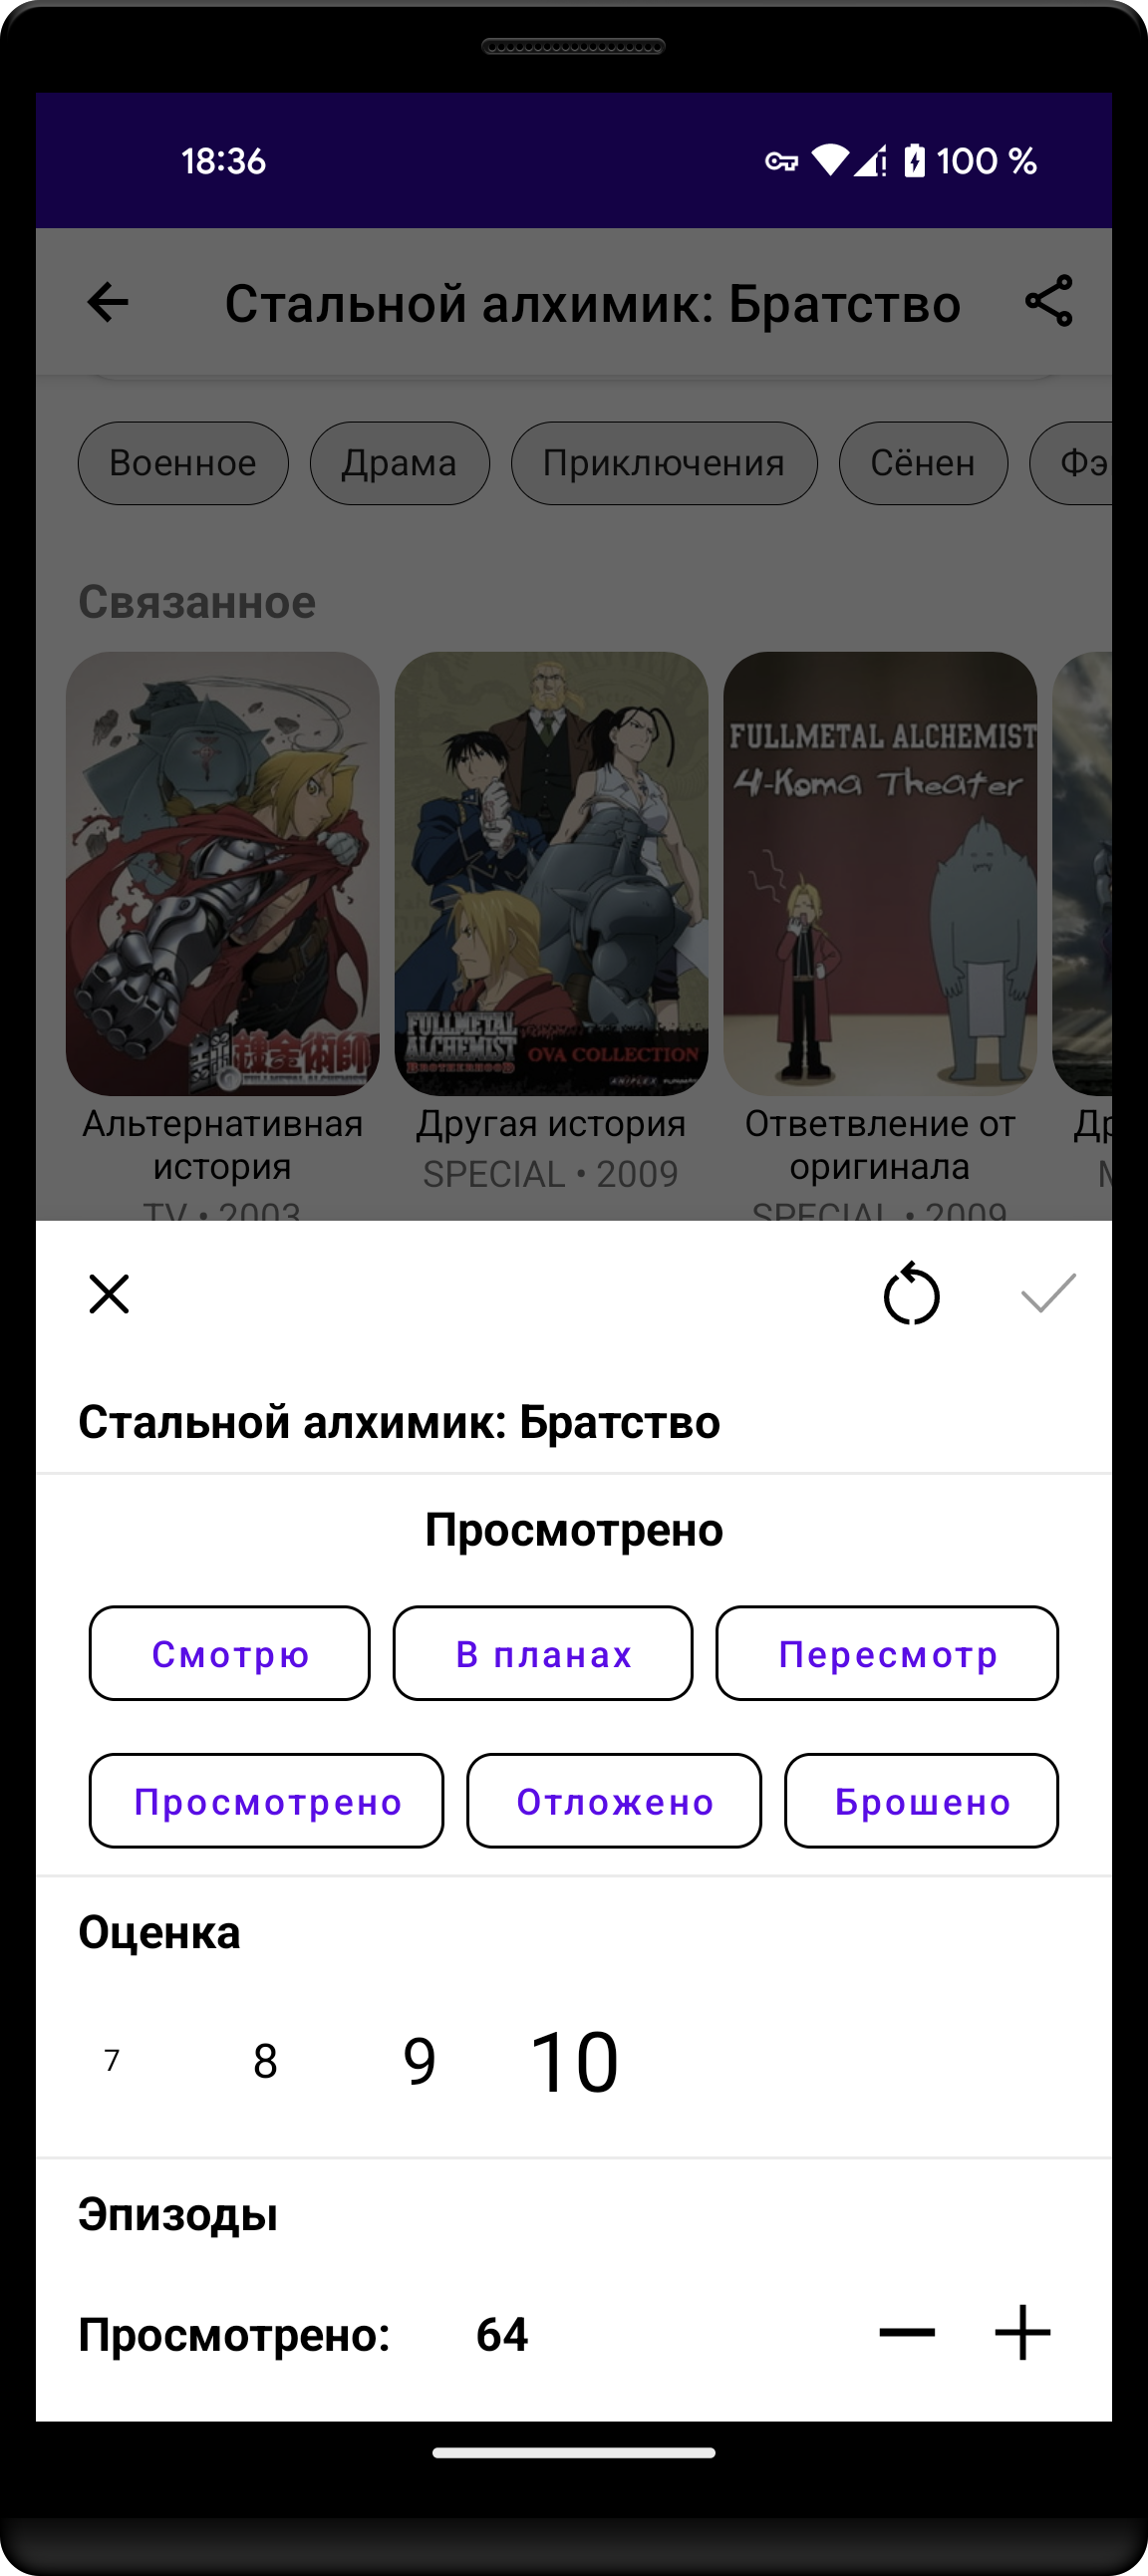 18:36 100 %
Стальной алхимик: Братство
Военное Драма Приключения Сёнен Фэ
Связанное
FULLMETAL ALCHEMIST
4-Koma Theater
FULLMETAL
ALCHEMIST
BROTHERHOOD
OVA COLLECTION
Альтернативная
история
TV • 2003
Другая история
SPECIAL • 2009
Ответвление от
оригинала
SPECIAL • 2009
Др
Стальной алхимик: Братство
Просмотрено
Смотрю В планах Пересмотр
Просмотрено Отложено Брошено
Оценка
7 8 9 10
Эпизоды
Просмотрено: 64